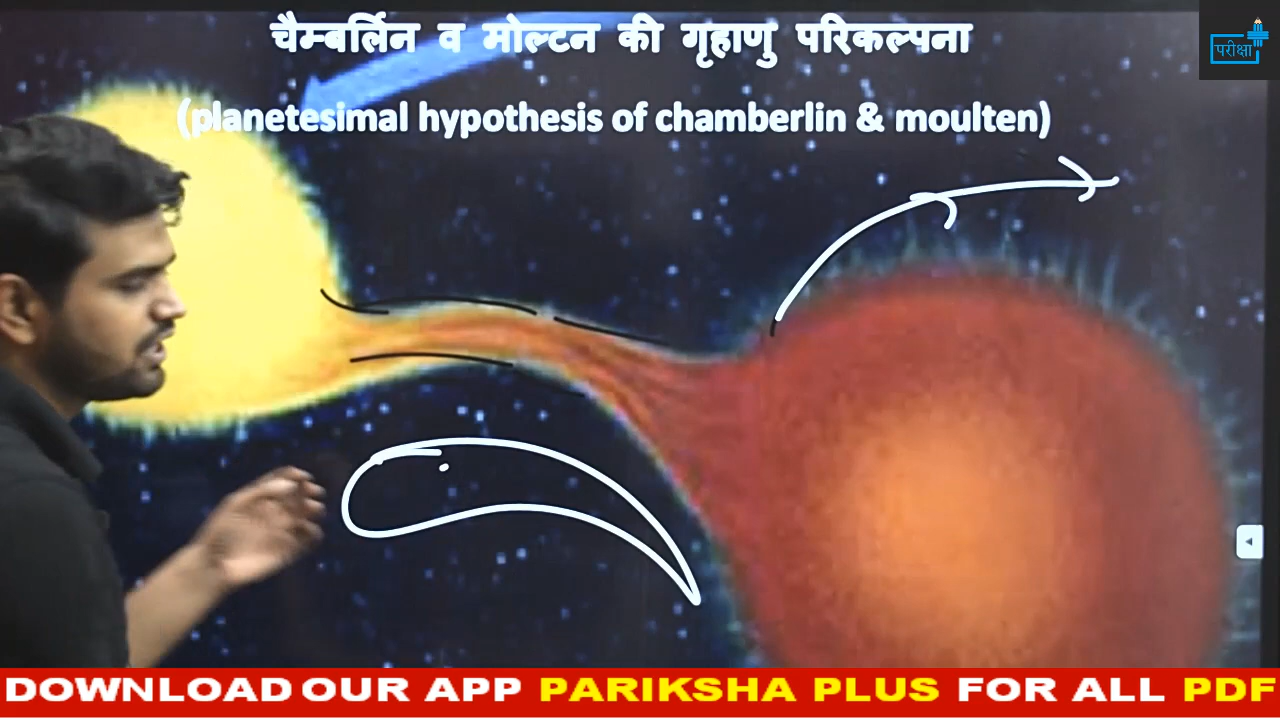 चैम्बर्लिन व मोल्टन की गृहाणु परिकल्पना
परीक्षा
(planetesimal hypothesis of chamberlin & moulten)
DOWNLOAD OUR APP PARIKSHA PLUS FOR ALL PDF